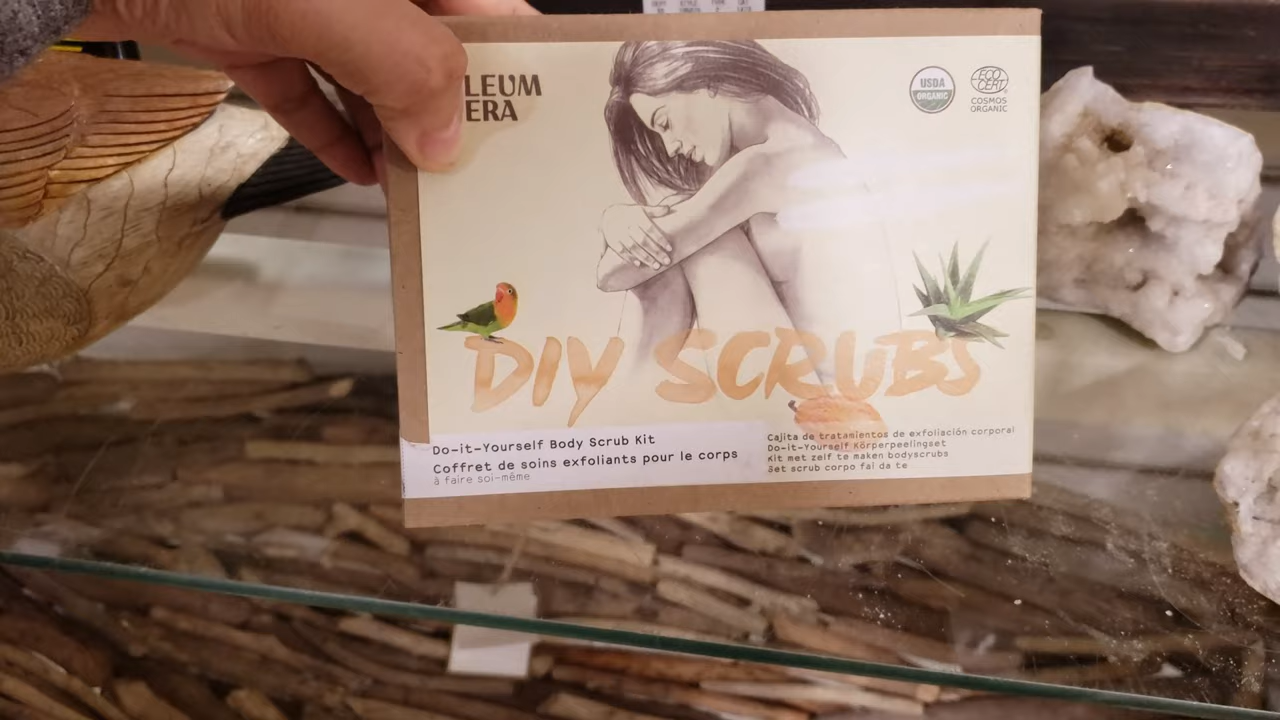 LEUM
ERA
USDA
ORGANIC
ECO
CERT
COSMOS
ORGANIC
DIY SCRUBS
Do-it-Yourself Body Scrub Kit
Coffret de soins exfoliants pour le corps
à faire soi-même
Cajita de tratamientos de exfoliación corporal
Do-it-Yourself Körperpeelingset
Kit met zelf te maken bodyscrubs
Set scrub corpo fai da te